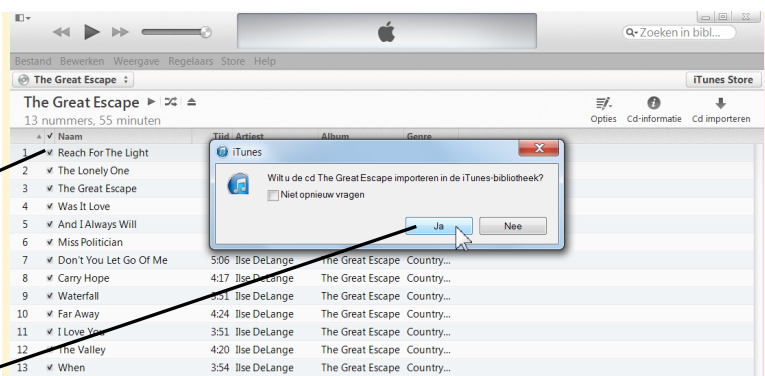 Zoeken in bibl...
Bestand Bewerken Weergave Regelaars Store Help
The Great Escape iTunes Store
The Great Escape
13 nummers, 55 minuten
Opties Cd-informatie Cd importeren
Naam Tijd Artiest Album Genre
1 Reach For The Light
2 The Lonely One
3 The Great Escape
4 Was It Love
5 And I Always Will
6 Miss Politician
iTunes
Wilt u de cd The Great Escape importeren in de iTunes-bibliotheek?
Niet opnieuw vragen
Ja Nee
7 Don't You Let Go Of Me 5:06 Ilse DeLange The Great Escape Country...
8 Carry Hope 4:17 Ilse DeLange The Great Escape Country...
9 Waterfall 3:51 Ilse DeLange The Great Escape Country...
10 Far Away 4:24 Ilse DeLange The Great Escape Country...
11 I Love You 3:51 Ilse DeLange The Great Escape Country...
12 The Valley 4:20 Ilse DeLange The Great Escape Country...
13 When 3:54 Ilse DeLange The Great Escape Country...